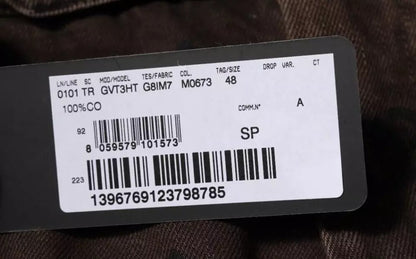 LN/LINE SC MOD/MODEL TES/FABRIC COL. TAG/SIZE DROP VAR. CT
0101 TR GVT3HT G8IM7 M0673 48
100%CO
COMM.N° A
92
8 059579 101573
SP
223
1396769123798785